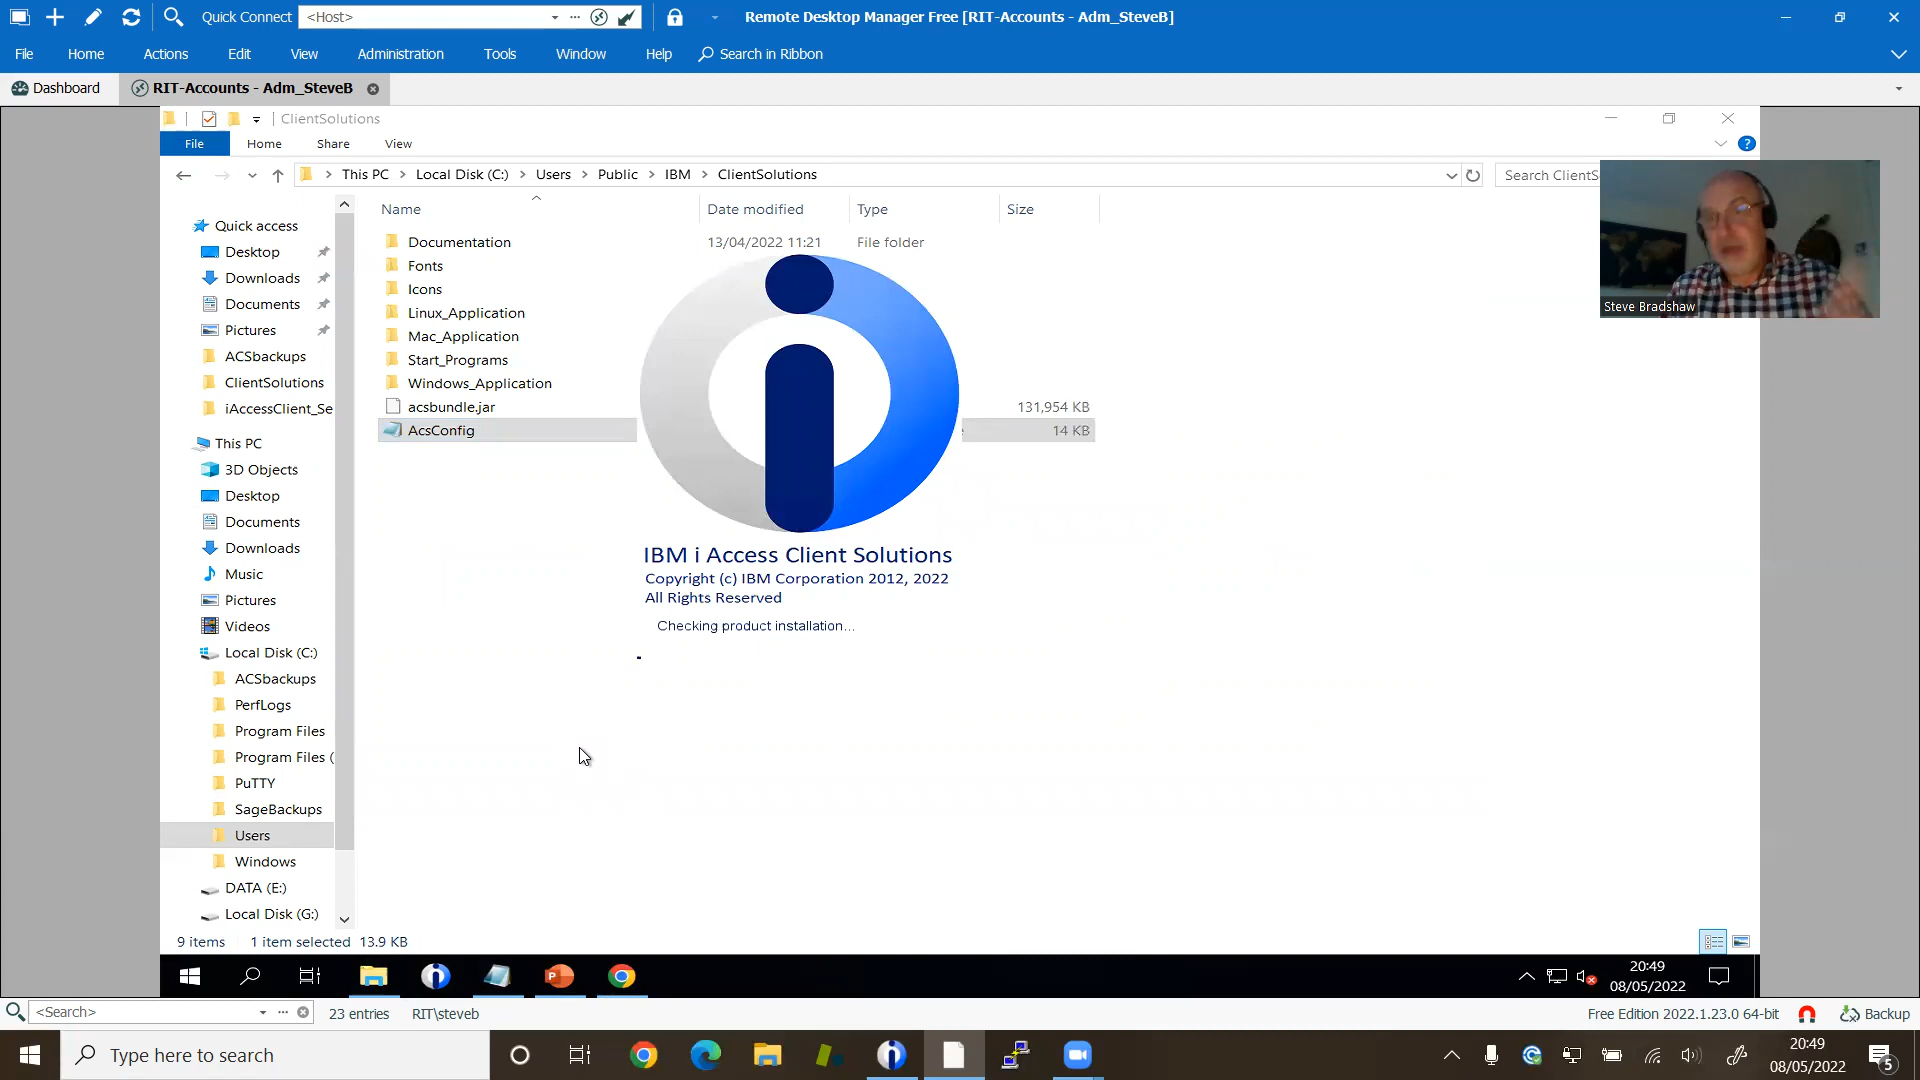 Quick Connect <Host> Remote Desktop Manager Free [RIT-Accounts - Adm_SteveB]
File Home Actions Edit View Administration Tools Window Help Search in Ribbon
Dashboard RIT-Accounts - Adm_SteveB
ClientSolutions
File Home Share View
This PC Local Disk (C:) Users Public IBM ClientSolutions Search ClientS
Name Date modified Type Size
Quick access
Desktop
Downloads
Documents
Pictures
ACSbackups
ClientSolutions
iAccessClient_Se
This PC
3D Objects
Desktop
Documents
Downloads
Music
Pictures
Videos
Local Disk (C:)
ACSbackups
PerfLogs
Program Files
Program Files (
PuTTY
SageBackups
Users
Windows
DATA (E:)
Local Disk (G:)
Documentation 13/04/2022 11:21 File folder
Fonts
Icons
Linux_Application
Mac_Application
Start_Programs
Windows_Application
acsbundle.jar 131,954 KB
AcsConfig 14 KB
IBM i Access Client Solutions
Copyright (c) IBM Corporation 2012, 2022
All Rights Reserved
Checking product installation...
Steve Bradshaw
9 items 1 item selected 13.9 KB
20:49
08/05/2022
<Search> 23 entries RIT\steveb Free Edition 2022.1.23.0 64-bit Backup
Type here to search
20:49
08/05/2022
5